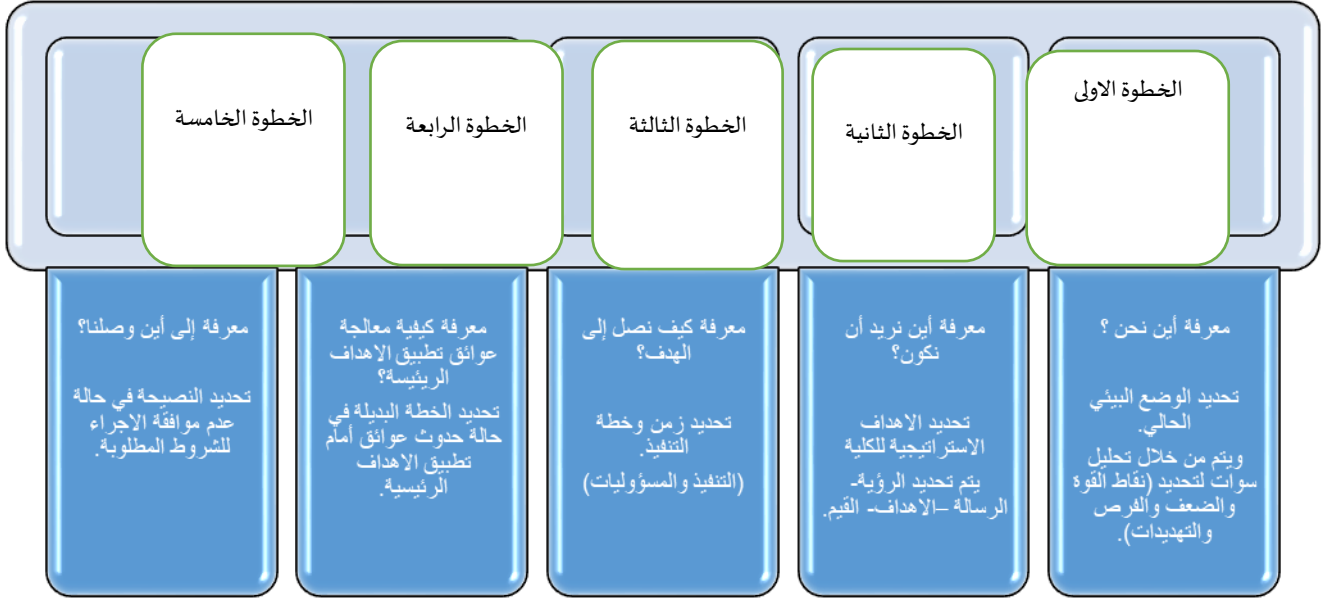 الخطوة الاولى
الخطوة الثانية
الخطوة الثالثة
الخطوة الرابعة
الخطوة الخامسة
معرفة أين نحن ؟
تحديد الوضع البيئي
الحالي.
ويتم من خلال تحليل
سوات لتحديد (نقاط القوة
والضعف والفرص
والتهديدات).
معرفة أين نريد أن
نكون؟
تحديد الاهداف
الاستراتيجية للكلية
يتم تحديد الرؤية-
الرسالة –الاهداف- القيم.
معرفة كيف نصل إلى
الهدف؟
تحديد زمن وخطة
التنفيذ.
(التنفيذ والمسؤوليات)
معرفة كيفية معالجة
عوائق تطبيق الاهداف
الريئيسة؟
تحديد الخطة البديلة في
حالة حدوث عوائق أمام
تطبيق الاهداف
الرئيسية.
معرفة إلى أين وصلنا؟
تحديد النصيحة في حالة
عدم موافقة الاجراء
للشروط المطلوبة.